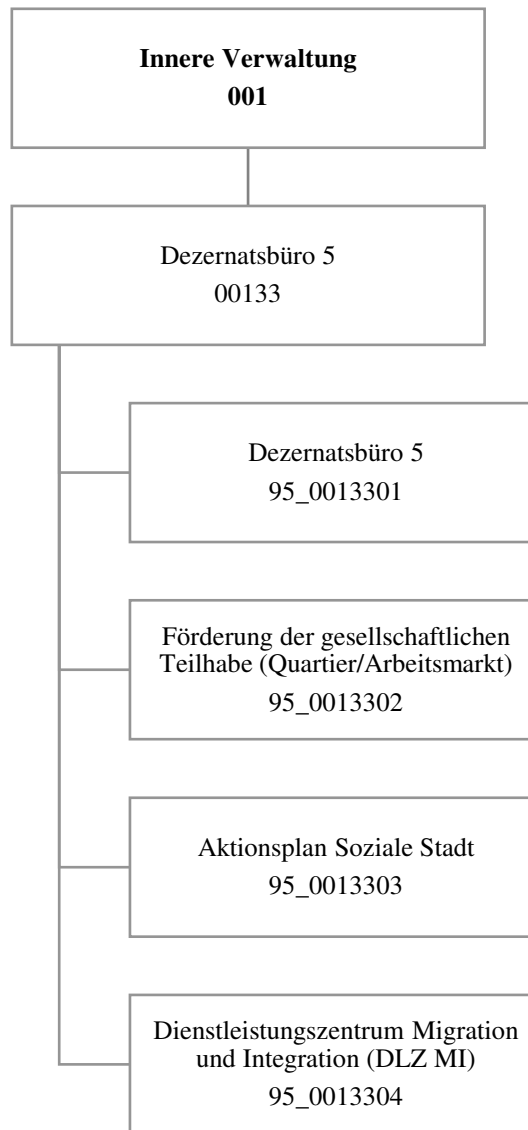 Innere Verwaltung
001
Dezernatsbüro 5
00133
Dezernatsbüro 5
95_0013301
Förderung der gesellschaftlichen
Teilhabe (Quartier/Arbeitsmarkt)
95_0013302
Aktionsplan Soziale Stadt
95_0013303
Dienstleistungszentrum Migration
und Integration (DLZ MI)
95_0013304